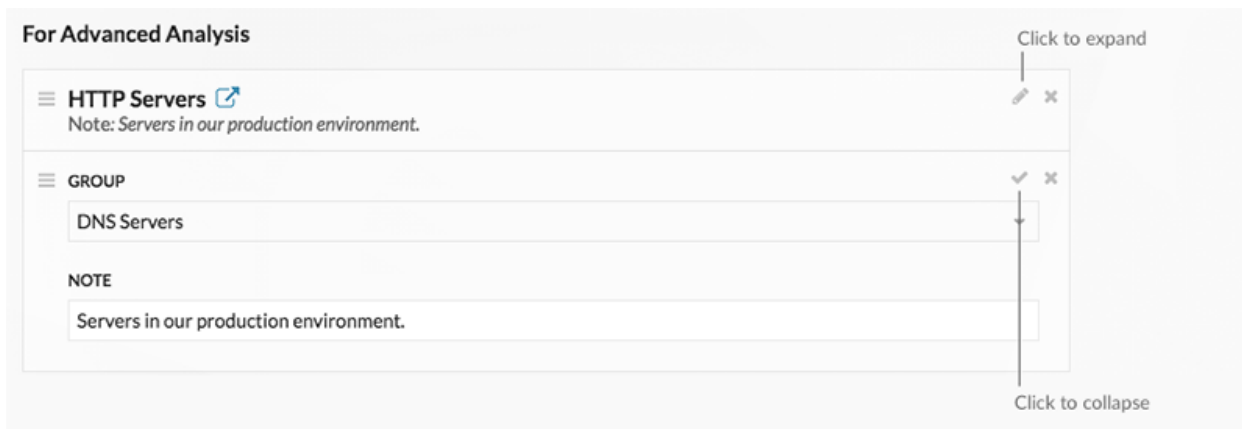 For Advanced Analysis
Click to expand
HTTP Servers
Note: Servers in our production environment.
GROUP
DNS Servers
NOTE
Servers in our production environment.
Click to collapse